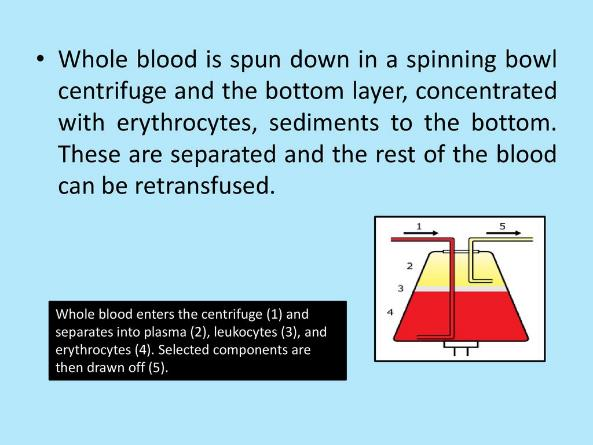 • Whole blood is spun down in a spinning bowl
centrifuge and the bottom layer, concentrated
with erythrocytes, sediments to the bottom.
These are separated and the rest of the blood
can be retransfused.
1
5
2
3
4
Whole blood enters the centrifuge (1) and
separates into plasma (2), leukocytes (3), and
erythrocytes (4). Selected components are
then drawn off (5).